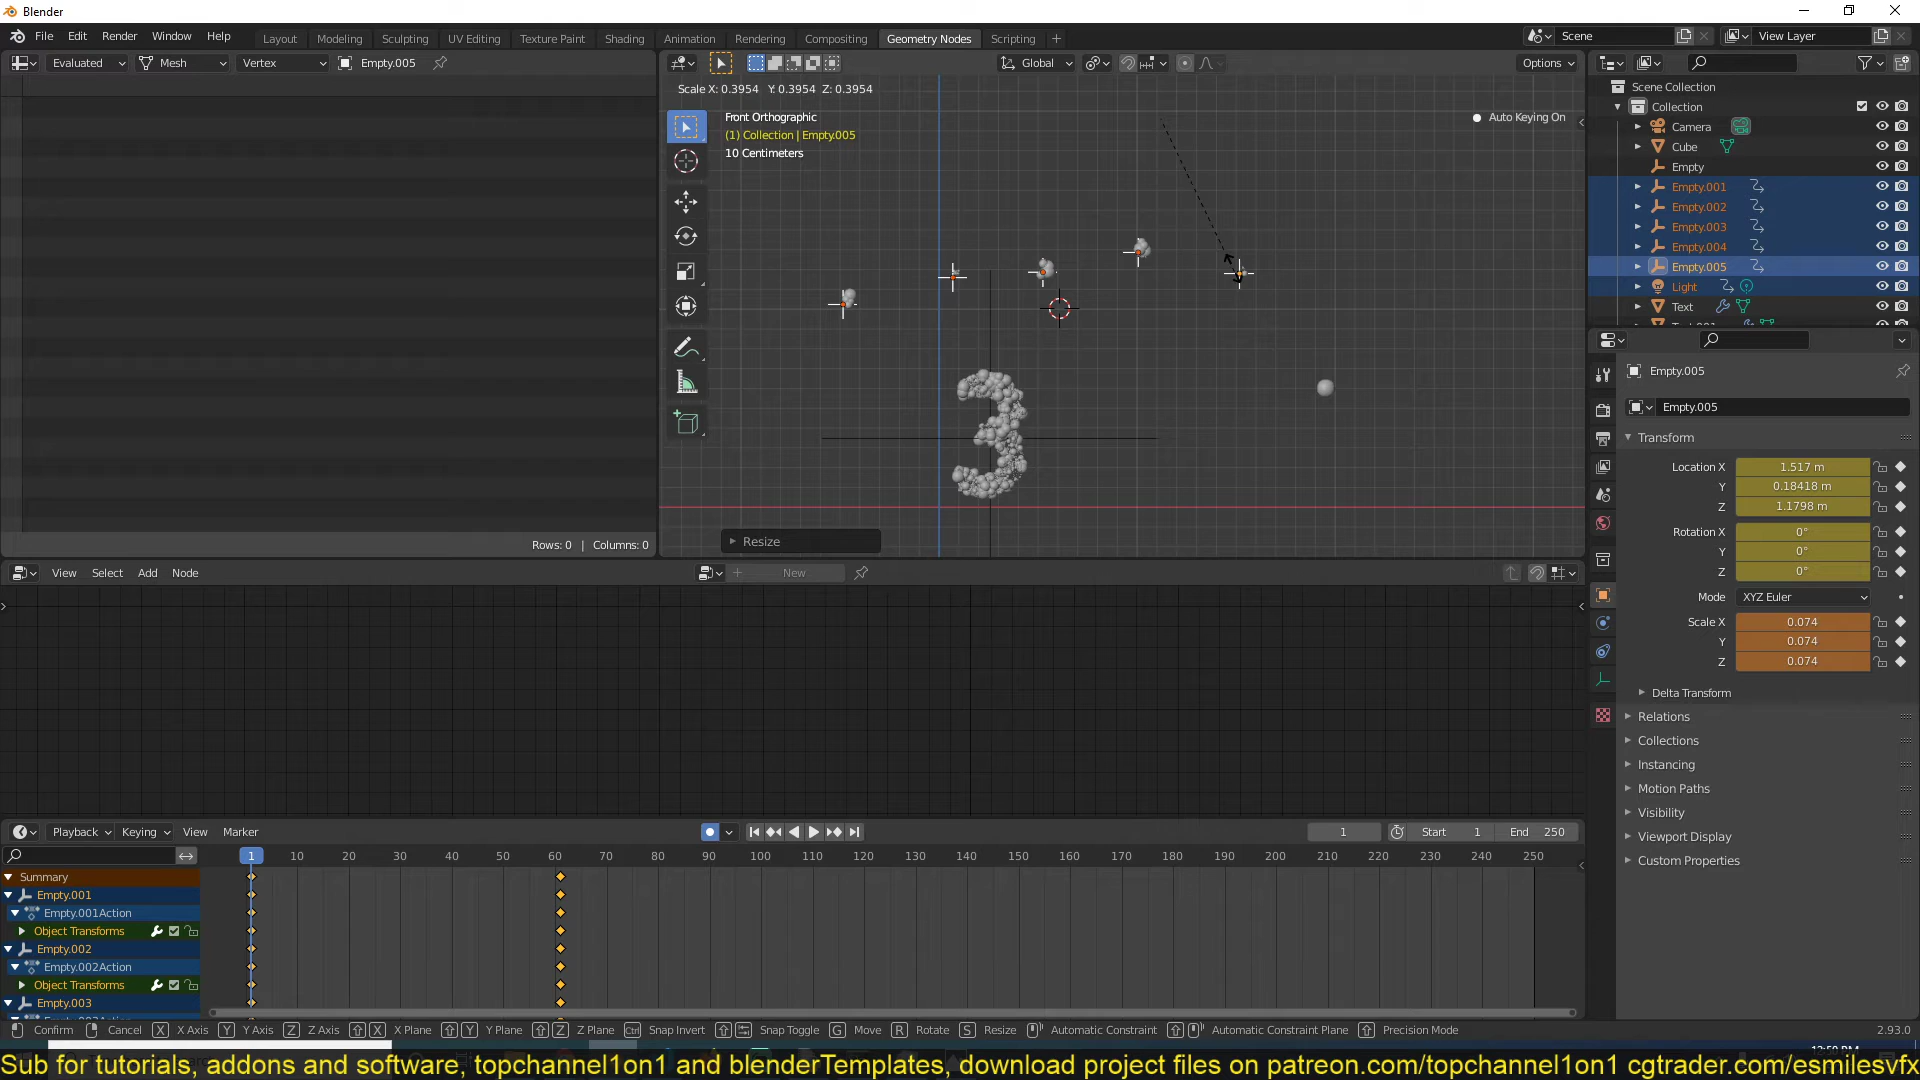 Blender
File Edit Render Window Help Layout Modeling Sculpting UV Editing Texture Paint Shading Animation Rendering Compositing Geometry Nodes Scripting + Scene View Layer
Evaluated Mesh Vertex Empty.005 Global Options
Scale X: 0.3954 Y: 0.3954 Z: 0.3954
Front Orthographic
(1) Collection | Empty.005
10 Centimeters
Auto Keying On
Scene Collection
Collection
Camera
Cube
Empty
Empty.001
Empty.002
Empty.003
Empty.004
Empty.005
Light
Text
3
Resize
Rows: 0 | Columns: 0
Empty.005
Empty.005
Transform
Location X 1.517 m
Y 0.18418 m
Z 1.1798 m
Rotation X 0°
Y 0°
Z 0°
Mode XYZ Euler
Scale X 0.074
Y 0.074
Z 0.074
Delta Transform
Relations
Collections
Instancing
Motion Paths
Visibility
Viewport Display
Custom Properties
View Select Add Node New
Playback Keying View Marker 1 Start 1 End 250
1 10 20 30 40 50 60 70 80 90 100 110 120 130 140 150 160 170 180 190 200 210 220 230 240 250
Summary
Empty.001
Empty.001Action
Object Transforms
Empty.002
Empty.002Action
Object Transforms
Empty.003
Confirm Cancel X X Axis Y Y Axis Z Z Axis X X Plane Y Y Plane Z Z Plane Ctrl Snap Invert Snap Toggle G Move R Rotate S Resize Automatic Constraint Automatic Constraint Plane Precision Mode 2.93.0
Sub for tutorials, addons and software, topchannel1on1 and blenderTemplates, download project files on patreon.com/topchannel1on1 cgtrader.com/esmilesvfx